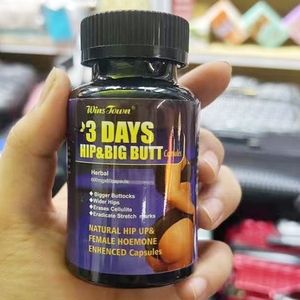 Wins Town®
3 DAYS
HIP&BIG BUTT Capsules
Herbal
Bigger Buttocks
Wider Hips
Erases Cellulite
Eradicate Stretch marks
NATURAL HIP UP&
FEMALE HOEMONE
ENHENCED Capsules